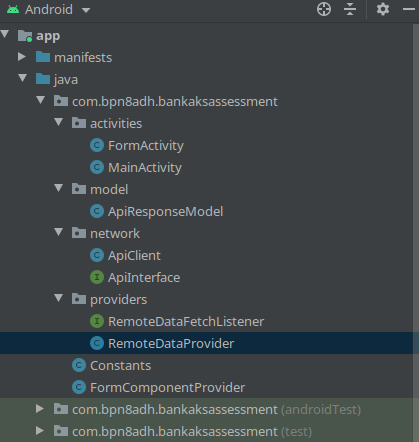 Android
app
manifests
java
com.bpn8adh.bankaksassessment
activities
C FormActivity
C MainActivity
model
C ApiResponseModel
network
C ApiClient
I ApiInterface
providers
I RemoteDataFetchListener
C RemoteDataProvider
C Constants
C FormComponentProvider
com.bpn8adh.bankaksassessment (androidTest)
com.bpn8adh.bankaksassessment (test)